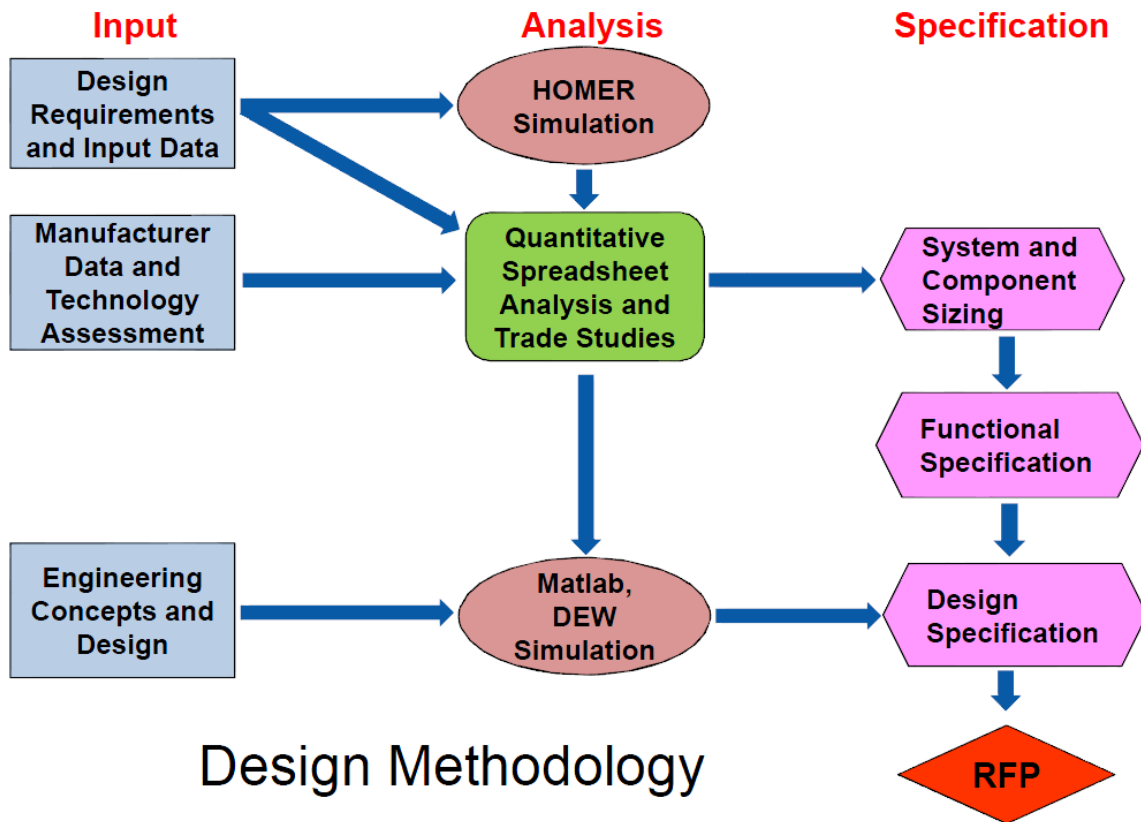 Input
Analysis
Specification
Design
Requirements
and Input Data
HOMER
Simulation
Manufacturer
Data and
Technology
Assessment
Quantitative
Spreadsheet
Analysis and
Trade Studies
System and
Component
Sizing
Functional
Specification
Engineering
Concepts and
Design
Matlab,
DEW
Simulation
Design
Specification
Design Methodology
RFP